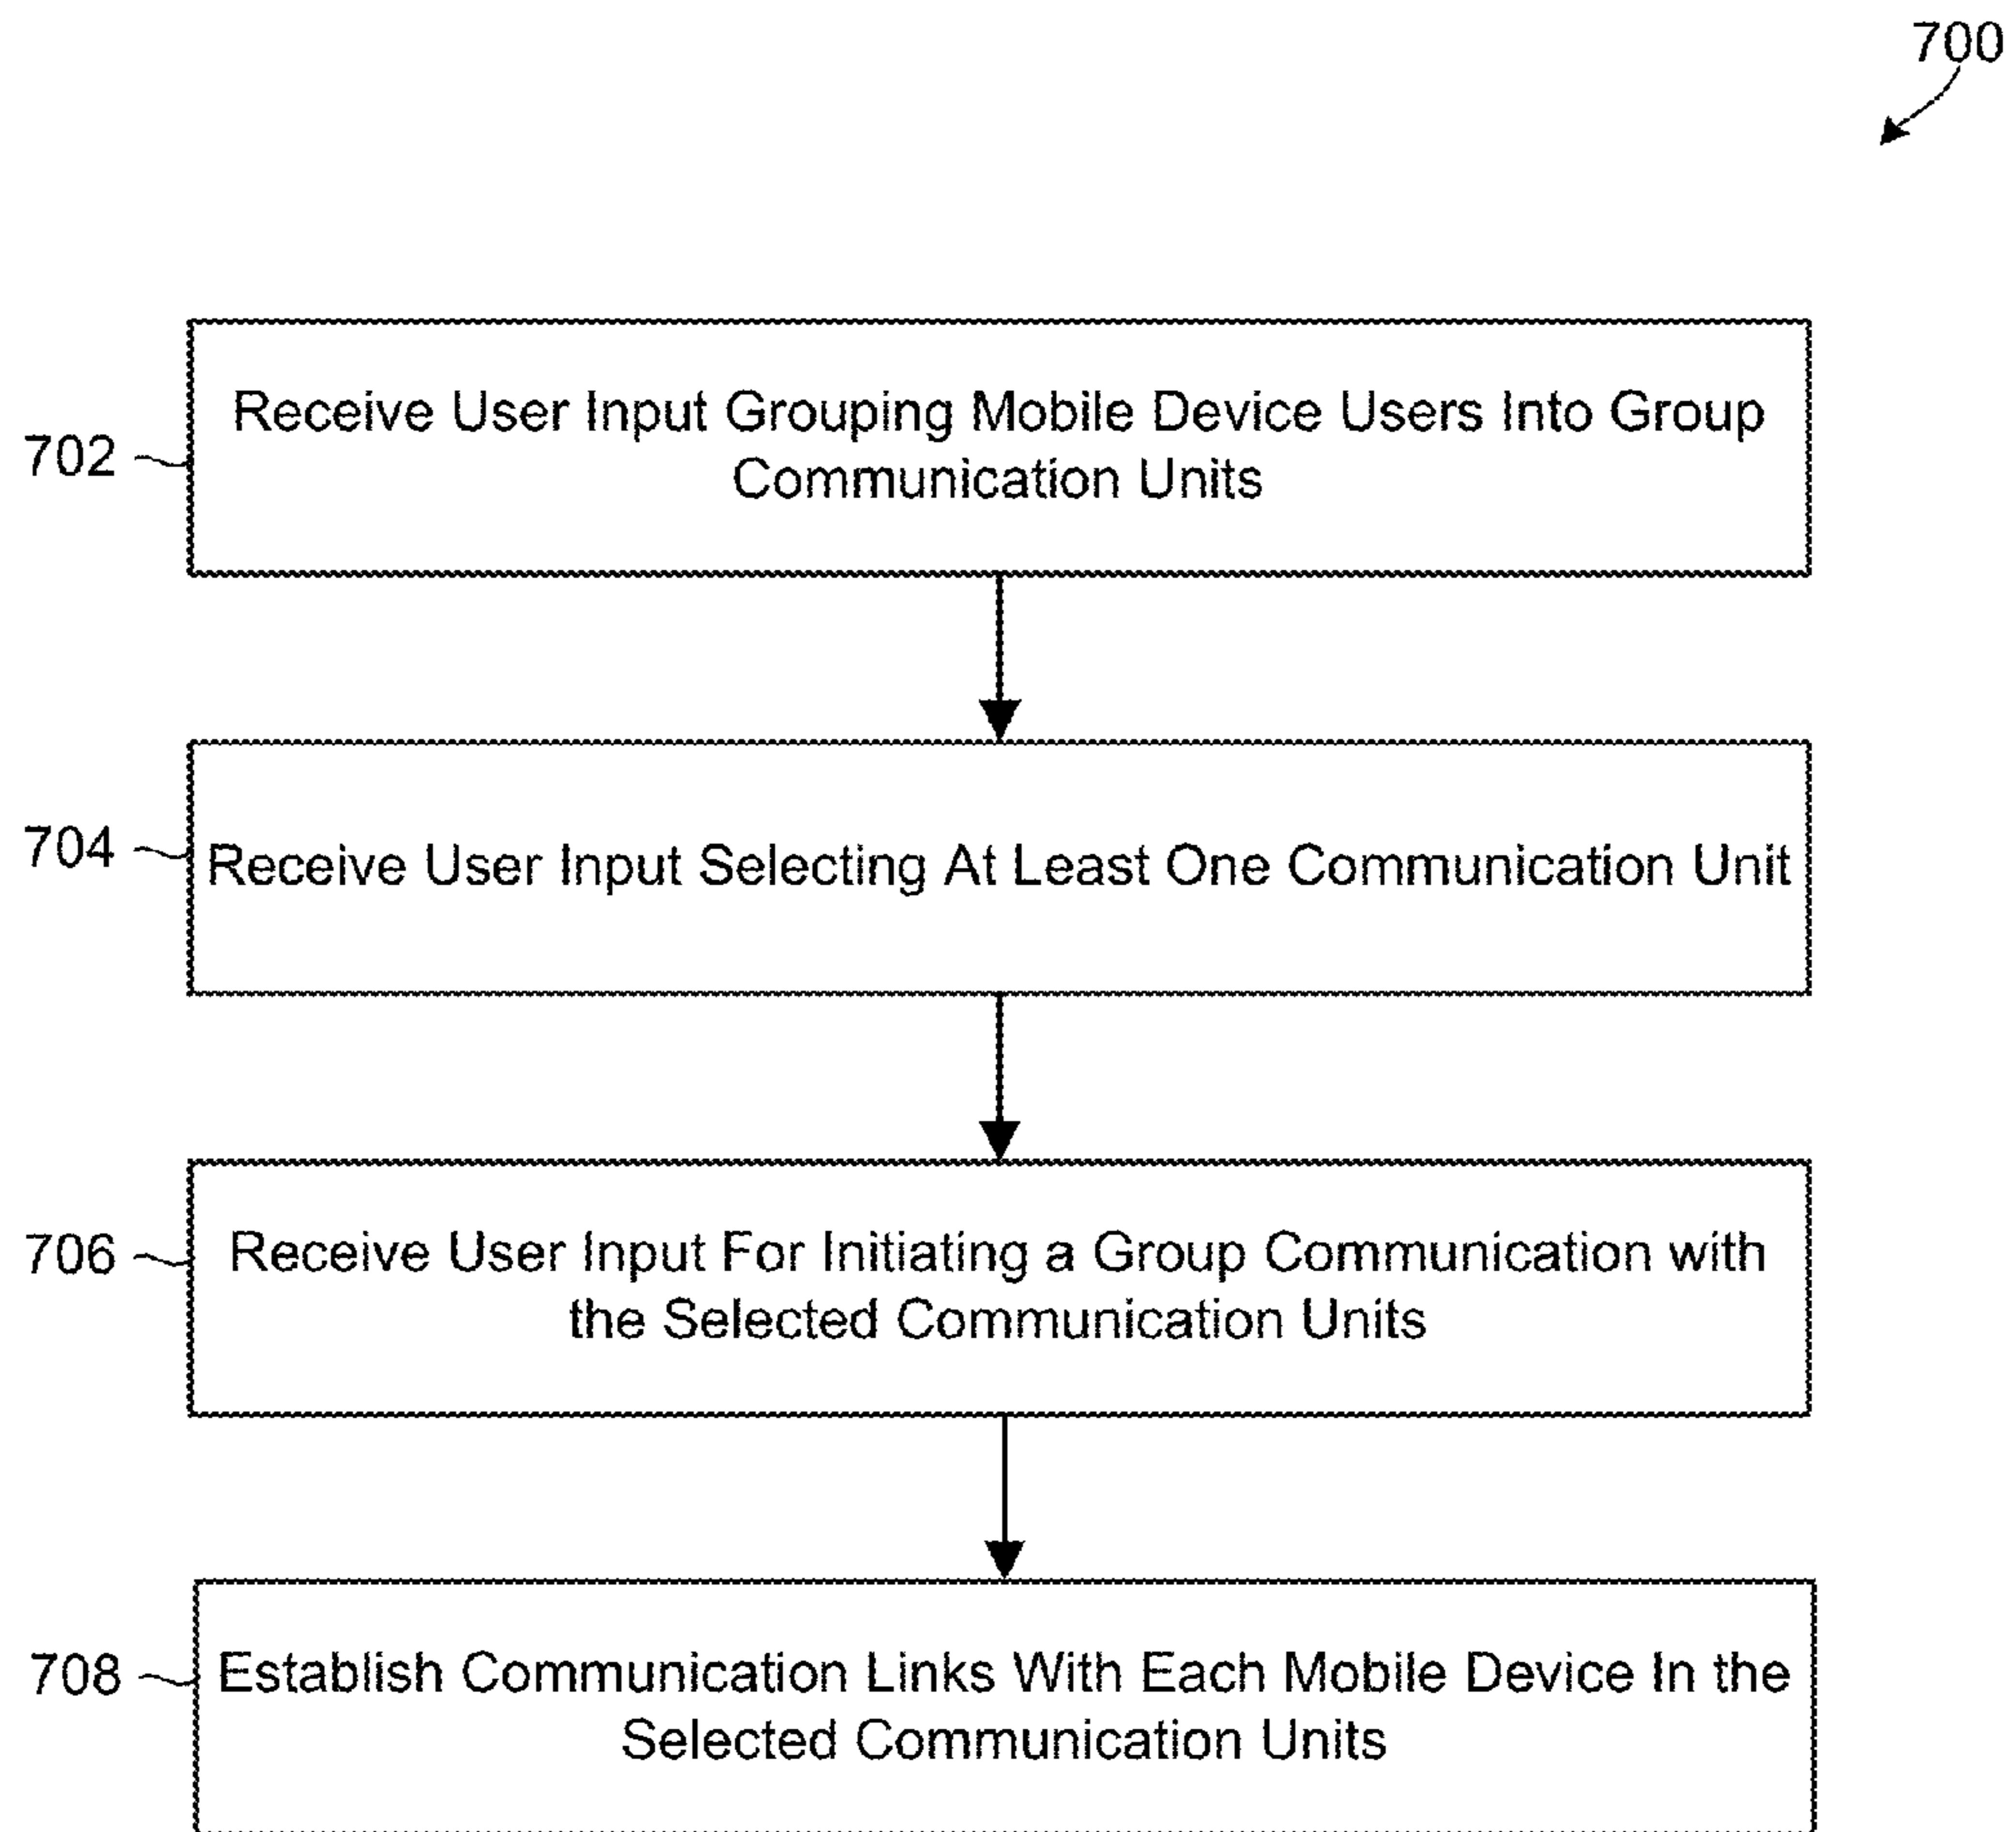 700
702
Receive User Input Grouping Mobile Device Users Into Group
Communication Units
704
Receive User Input Selecting At Least One Communication Unit
706
Receive User Input For Initiating a Group Communication with
the Selected Communication Units
708
Establish Communication Links With Each Mobile Device In the
Selected Communication Units